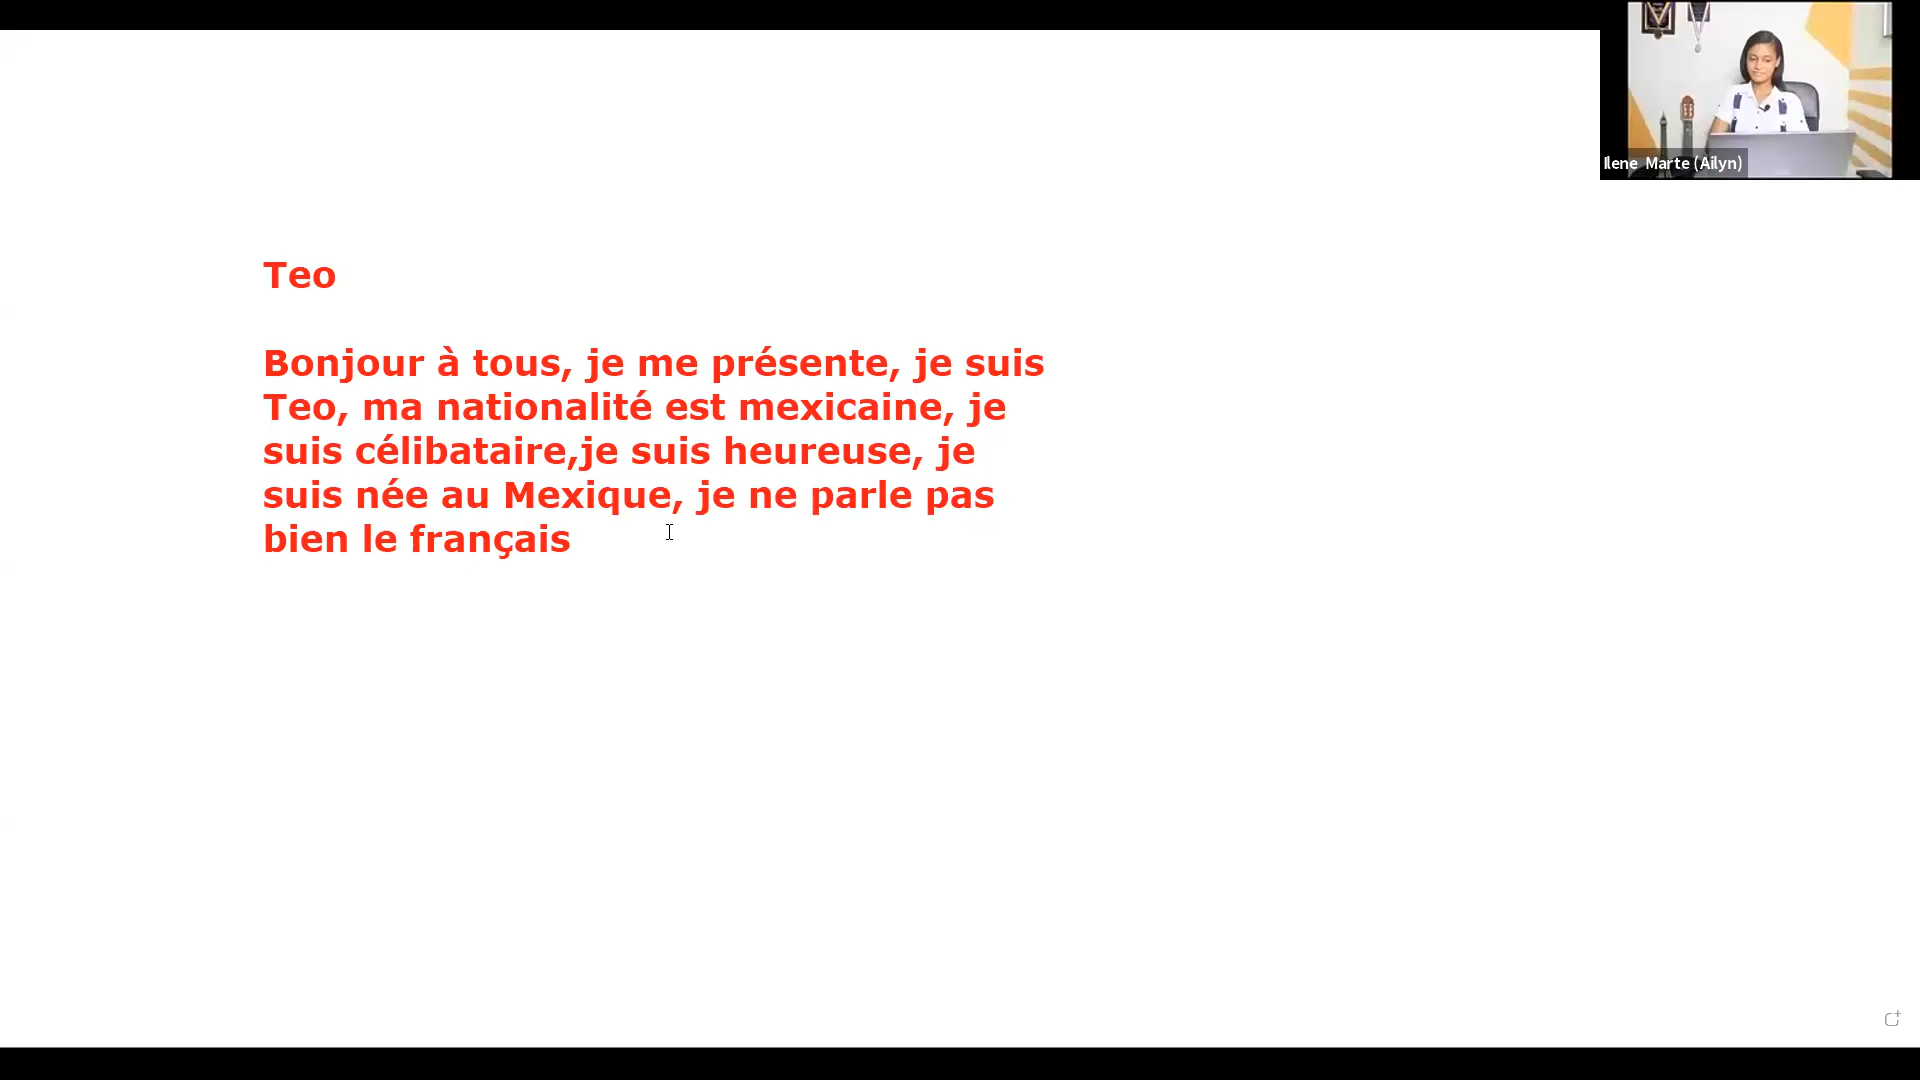 Ilene Marte (Ailyn)
Teo
Bonjour à tous, je me présente, je suis
Teo, ma nationalité est mexicaine, je
suis célibataire,je suis heureuse, je
suis née au Mexique, je ne parle pas
bien le français